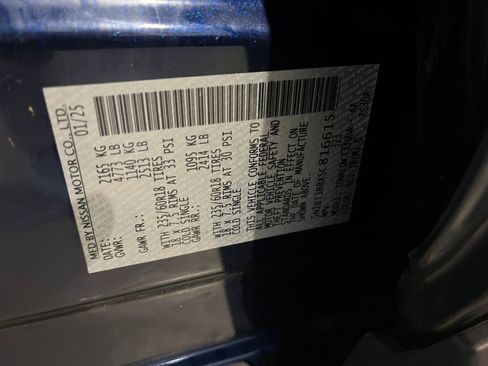 MFD BY NISSAN MOTOR CO., LTD.
DATE: 01/25
GVWR: 2165 KG
4773 LB
GAWR FR.: 1140 KG
2513 LB
WITH 235/60R18 TIRES
18 X 7.5 RIMS AT 33 PSI
COLD SINGLE
GAWR RR.: 1095 KG
2414 LB
WITH 235/60R18 TIRES
18 X 7.5 RIMS AT 30 PSI
COLD SINGLE
THIS VEHICLE CONFORMS TO
ALL APPLICABLE FEDERAL
MOTOR VEHICLE SAFETY AND
THEFT PREVENTION
STANDARDS IN EFFECT ON
THE DATE OF MANUFACTURE
SHOWN ABOVE.
816615